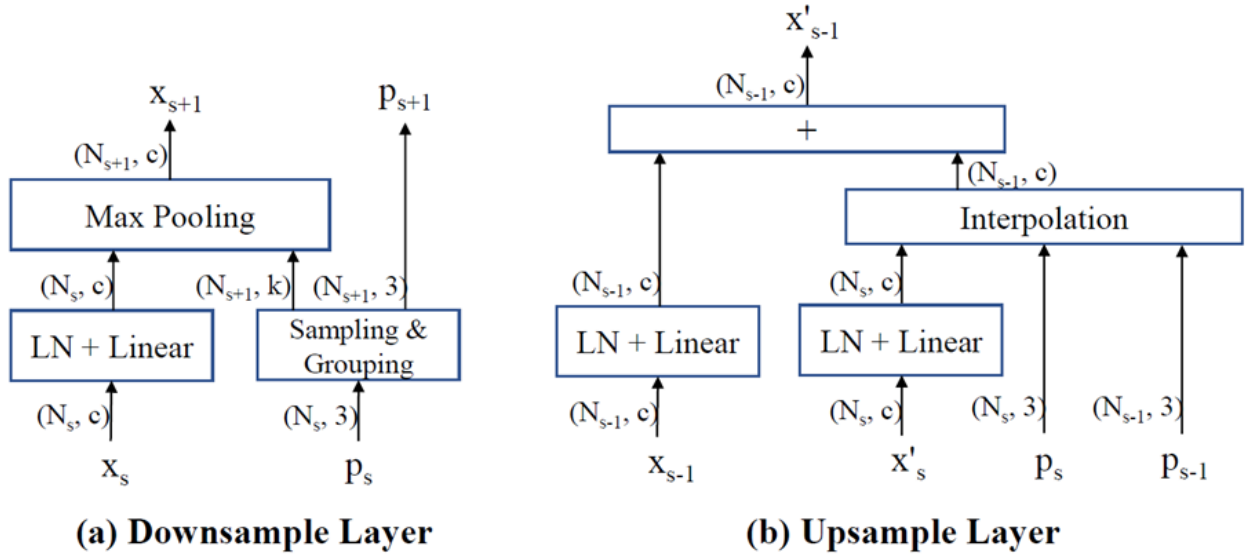 x_{s+1}
p_{s+1}
(N_{s+1}, c)
Max Pooling
(N_s, c)
(N_{s+1}, k)
(N_{s+1}, 3)
LN + Linear
Sampling &
Grouping
(N_s, c)
(N_s, 3)
x_s
p_s
(a) Downsample Layer
x'_{s-1}
(N_{s-1}, c)
+
(N_{s-1}, c)
Interpolation
(N_{s-1}, c)
(N_s, c)
LN + Linear
LN + Linear
(N_{s-1}, c)
(N_s, c)
(N_s, 3)
(N_{s-1}, 3)
x_{s-1}
x'_s
p_s
p_{s-1}
(b) Upsample Layer